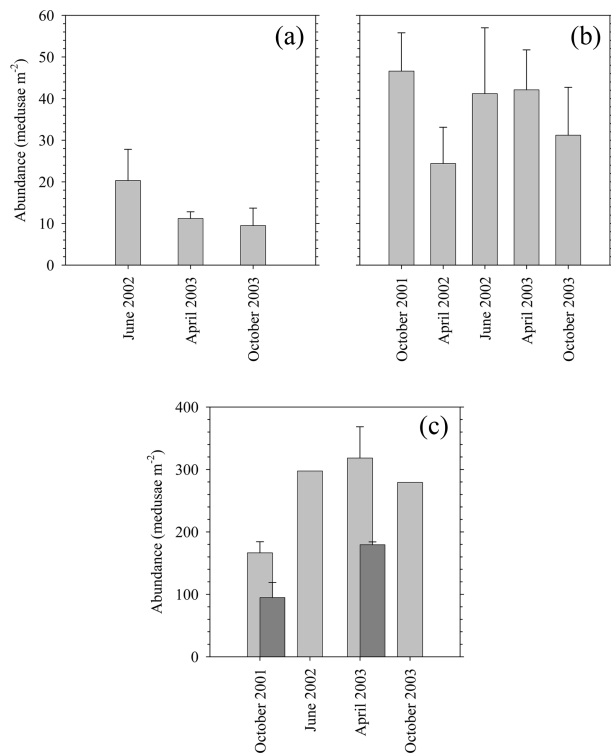 (a)
Abundance (medusae m-2)
60
50
40
30
20
10
0
June 2002
April 2003
October 2003
(b)
October 2001
April 2002
June 2002
April 2003
October 2003
(c)
Abundance (medusae m-2)
400
300
200
100
0
October 2001
June 2002
April 2003
October 2003